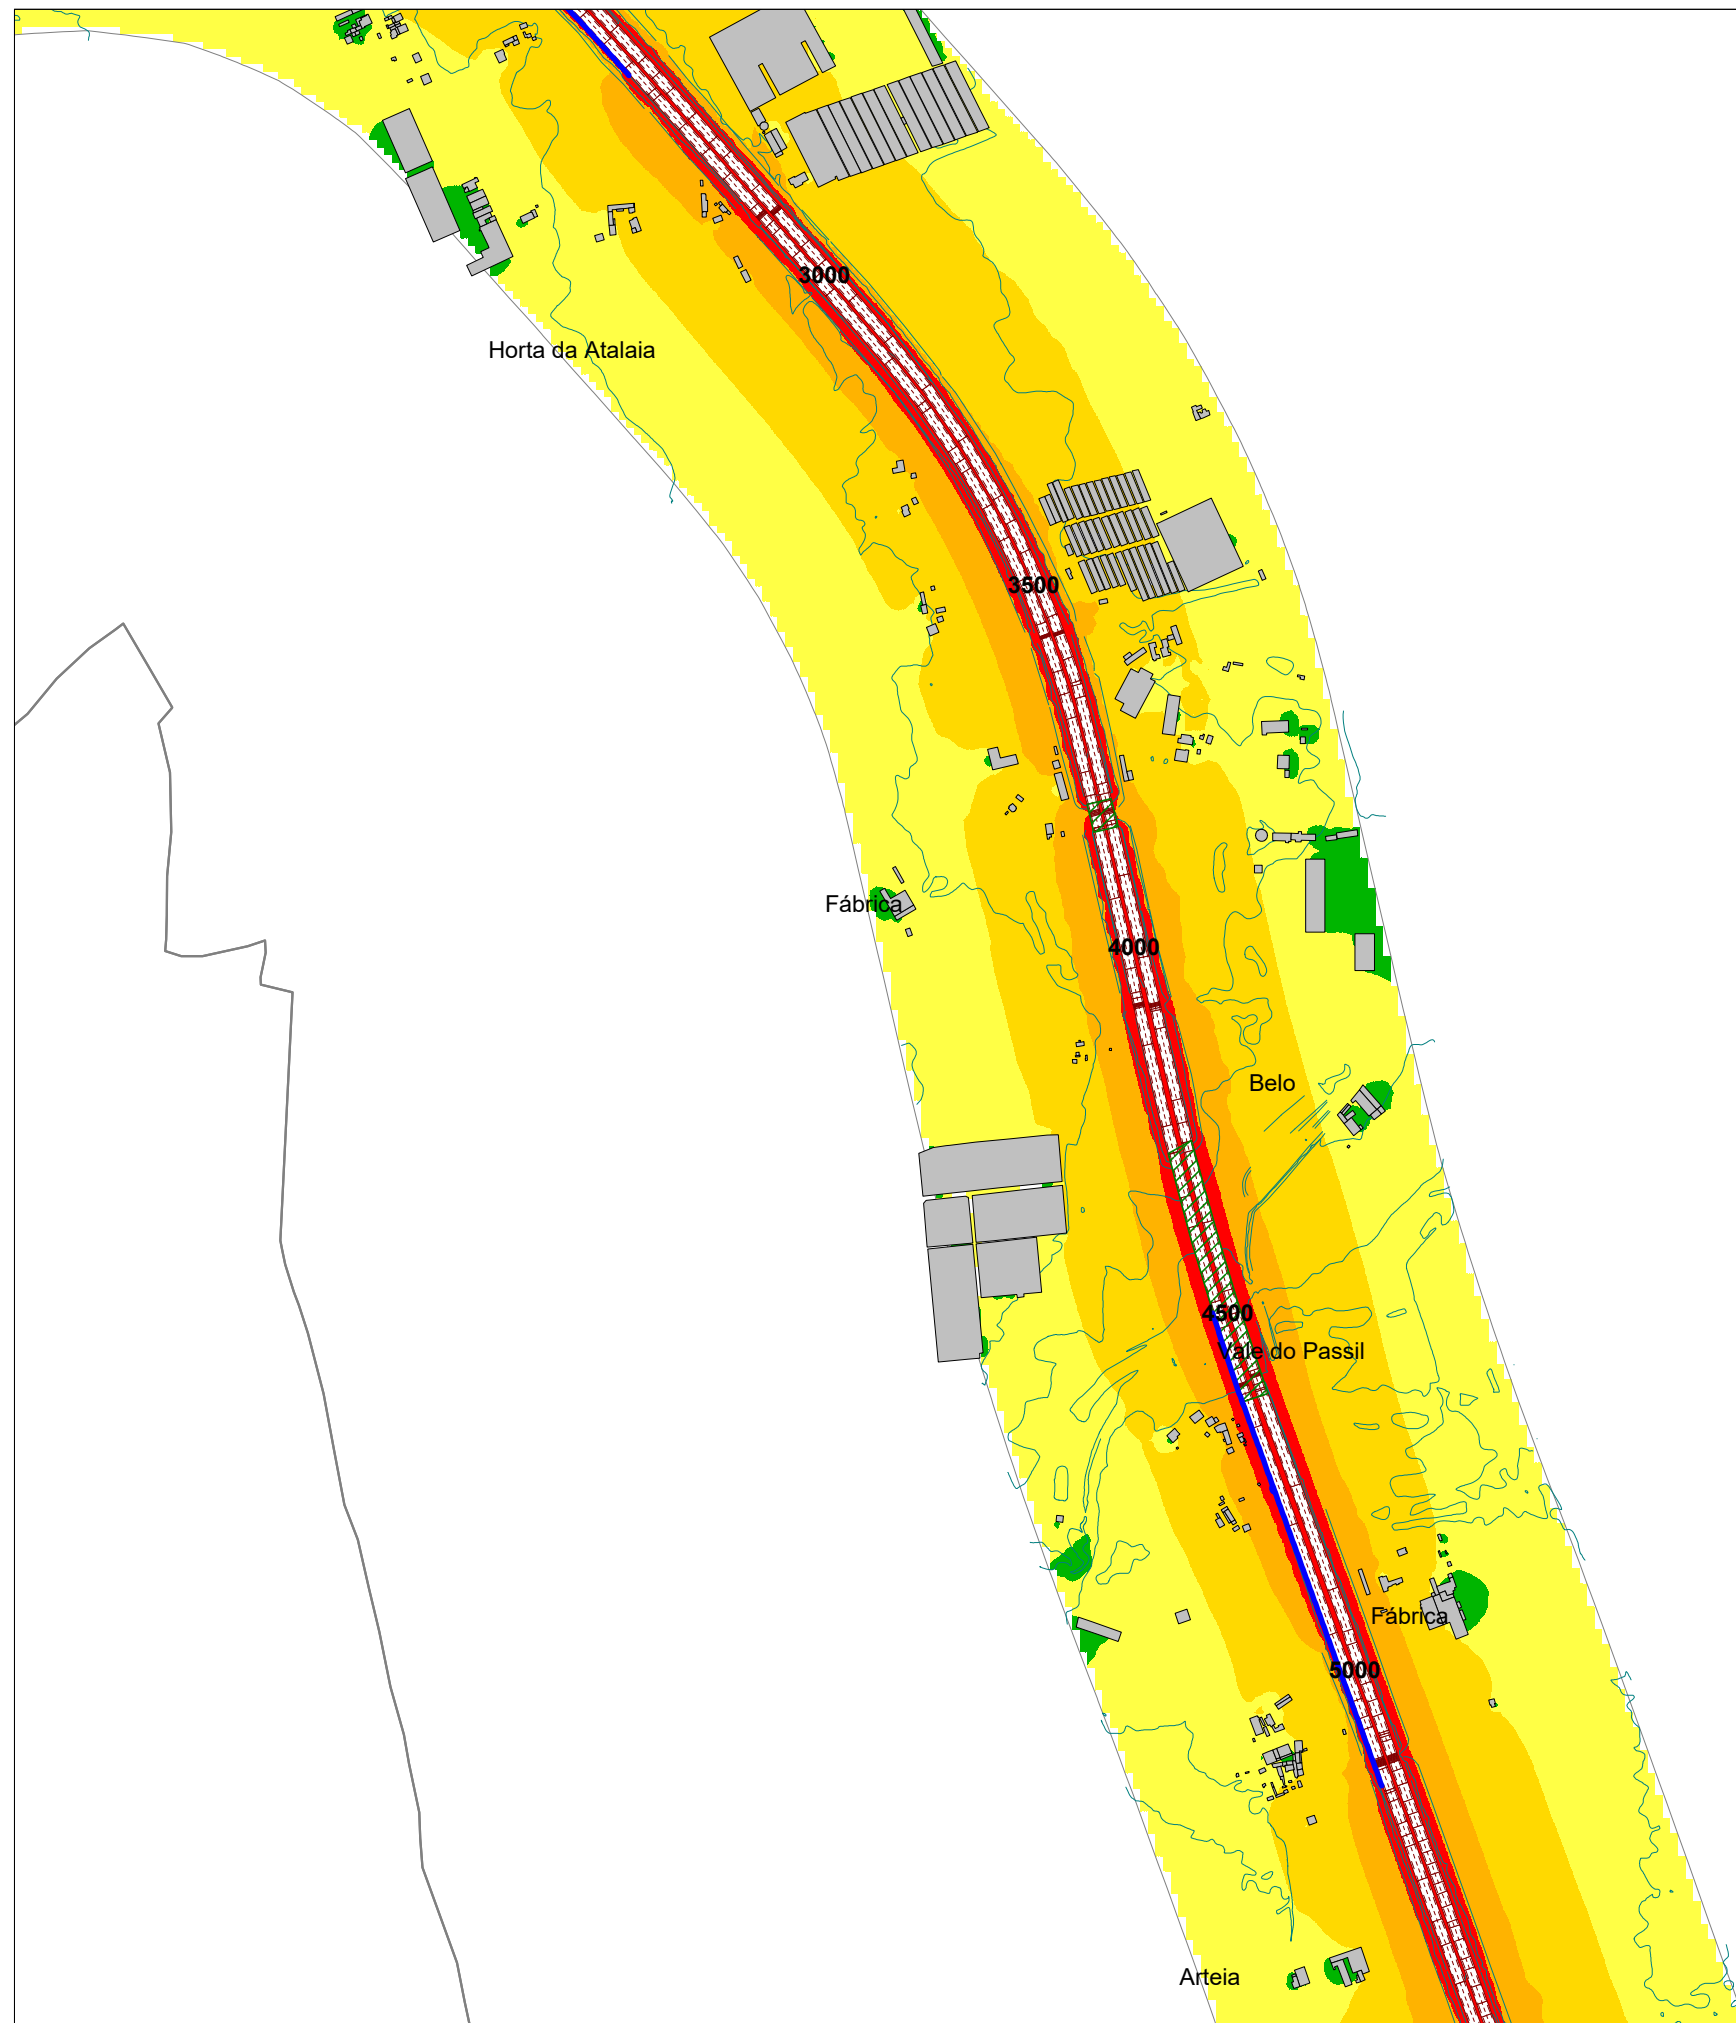 3000
Horta da Atalaia
3500
Fábrica
4000
Belo
4500
Vale do Passil
Fábrica
5000
Arteia